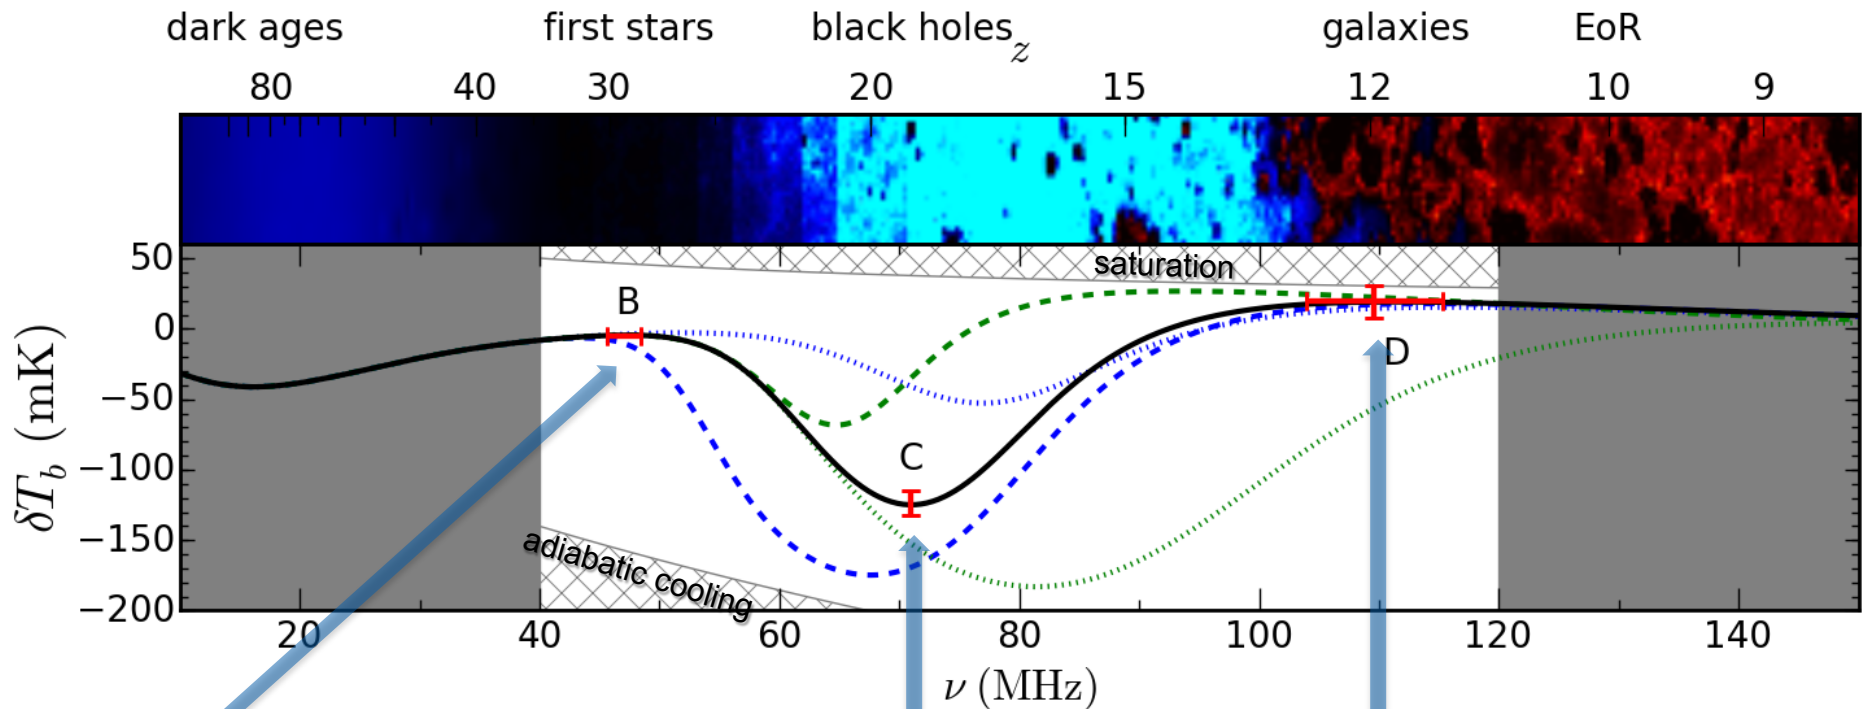 dark ages first stars black holes galaxies EoR
z
80 40 30 20 15 12 10 9
50
saturation
B
0
D
−50
C
−100
−150
adiabatic cooling
−200
δT_b (mK)
20 40 60 80 100 120 140
ν (MHz)